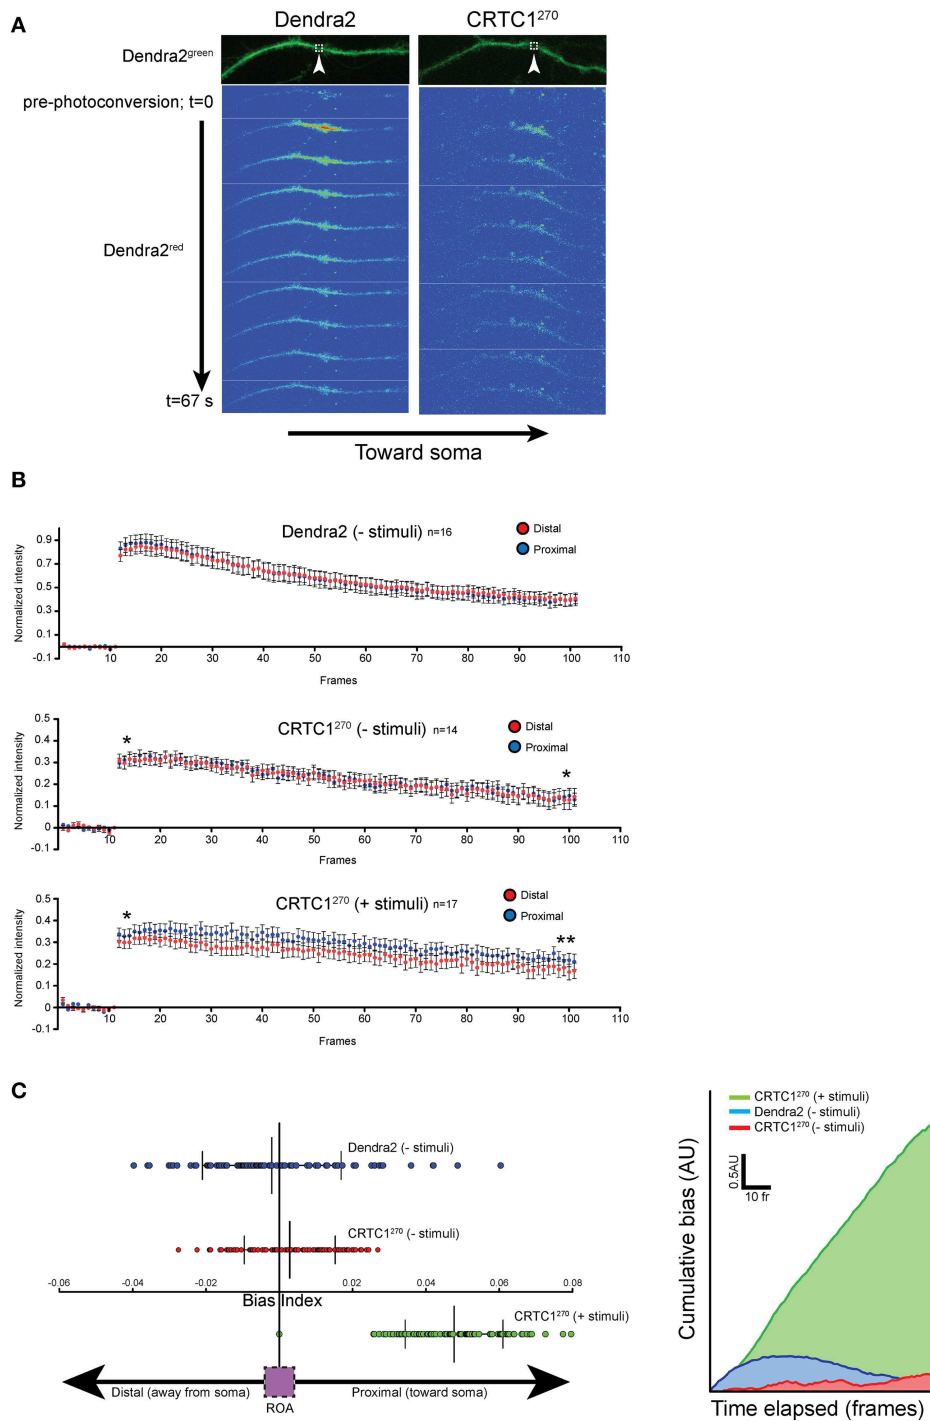 A
Dendra2
CRTC1²⁷⁰
Dendra2ᵍʳᵉᵉⁿ
pre-photoconversion; t=0
Dendra2ʳᵉᵈ
t=67 s
Toward soma
B
Dendra2 (- stimuli) n=16
Distal
Proximal
Normalized intensity
0.9
0.7
0.5
0.3
0.1
-0.1
10 20 30 40 50 60 70 80 90 100 110
Frames
CRTC1²⁷⁰ (- stimuli) n=14
Distal
Proximal
Normalized intensity
0.5
0.4
0.3
0.2
0.1
0
-0.1
*
*
10 20 30 40 50 60 70 80 90 100 110
Frames
CRTC1²⁷⁰ (+ stimuli) n=17
Distal
Proximal
Normalized intensity
0.5
0.4
0.3
0.2
0.1
0
-0.1
*
**
10 20 30 40 50 60 70 80 90 100 110
Frames
C
Dendra2 (- stimuli)
CRTC1²⁷⁰ (- stimuli)
-0.06 -0.04 -0.02 0.02 0.04 0.06 0.08
Bias Index
CRTC1²⁷⁰ (+ stimuli)
Distal (away from soma)
Proximal (toward soma)
ROA
CRTC1²⁷⁰ (+ stimuli)
Dendra2 (- stimuli)
CRTC1²⁷⁰ (- stimuli)
0.5AU
10 fr
Cumulative bias (AU)
Time elapsed (frames)